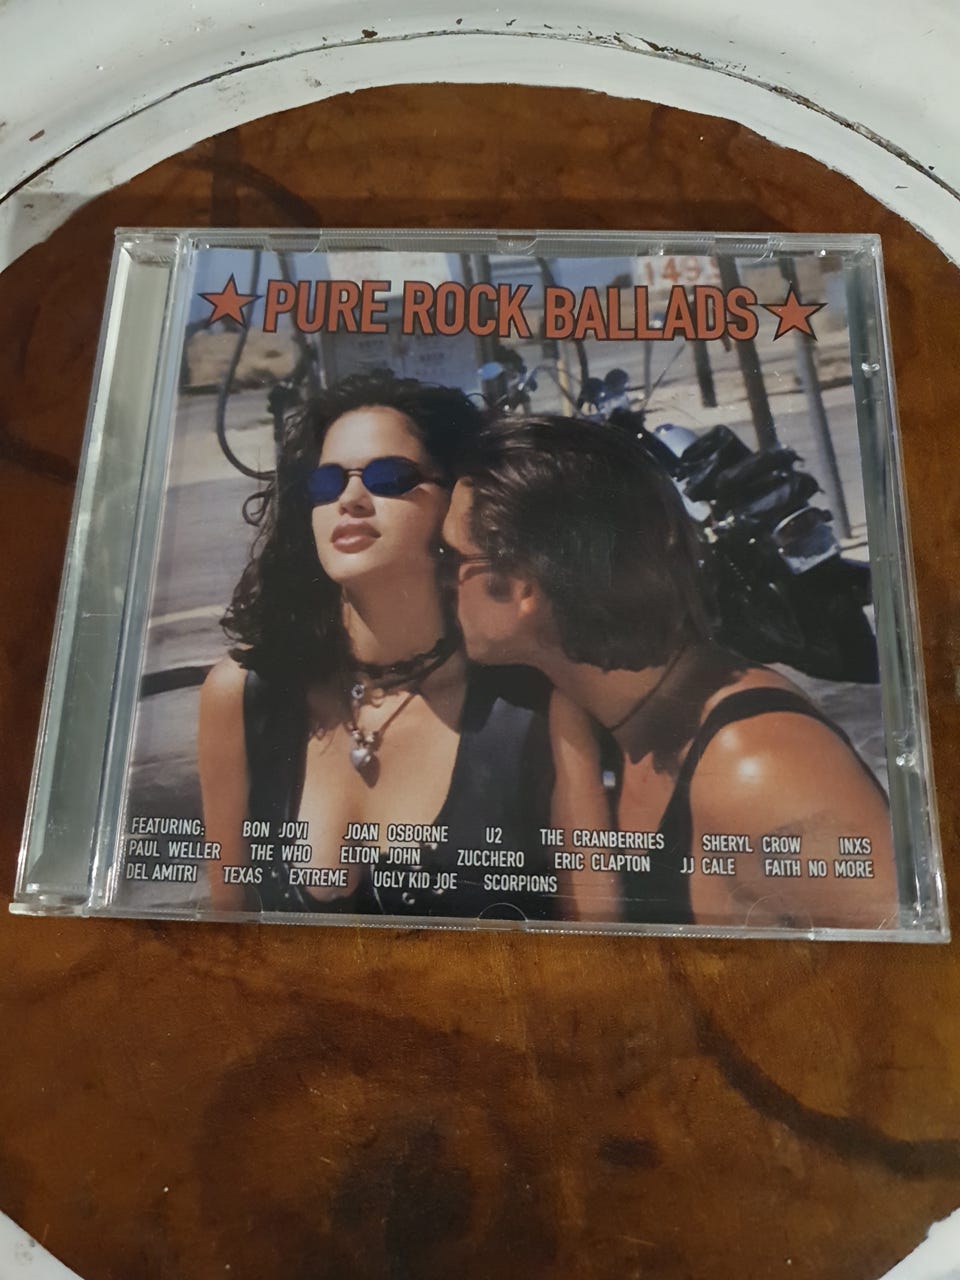 1495
★PURE ROCK BALLADS★
FEATURING: BON JOVI JOAN OSBORNE U2 THE CRANBERRIES SHERYL CROW INXS
PAUL WELLER THE WHO ELTON JOHN ZUCCHERO ERIC CLAPTON JJ CALE FAITH NO MORE
DEL AMITRI TEXAS EXTREME UGLY KID JOE SCORPIONS